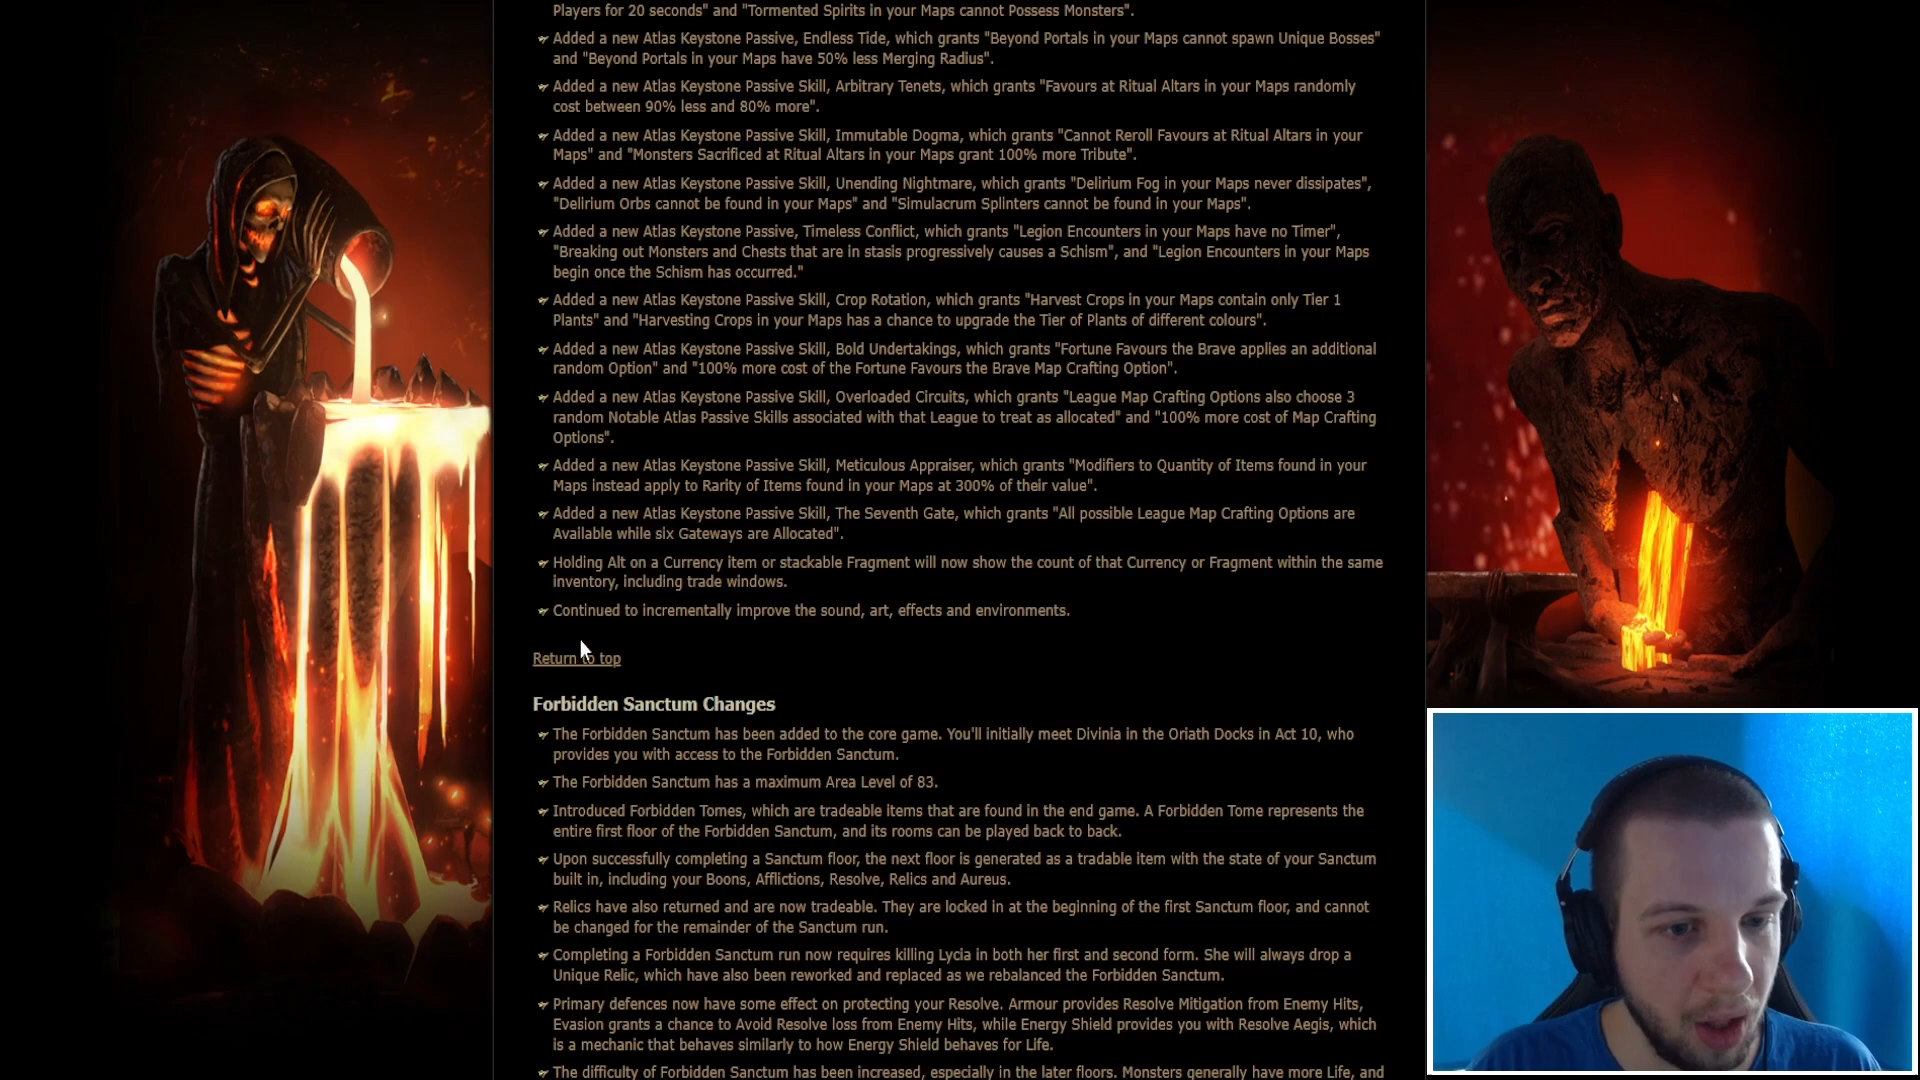 Players for 20 seconds" and "Tormented Spirits in your Maps cannot Possess Monsters".
Added a new Atlas Keystone Passive, Endless Tide, which grants "Beyond Portals in your Maps cannot spawn Unique Bosses"
and "Beyond Portals in your Maps have 50% less Merging Radius".
Added a new Atlas Keystone Passive Skill, Arbitrary Tenets, which grants "Favours at Ritual Altars in your Maps randomly
cost between 90% less and 80% more".
Added a new Atlas Keystone Passive Skill, Immutable Dogma, which grants "Cannot Reroll Favours at Ritual Altars in your
Maps" and "Monsters Sacrificed at Ritual Altars in your Maps grant 100% more Tribute".
Added a new Atlas Keystone Passive Skill, Unending Nightmare, which grants "Delirium Fog in your Maps never dissipates",
"Delirium Orbs cannot be found in your Maps" and "Simulacrum Splinters cannot be found in your Maps".
Added a new Atlas Keystone Passive, Timeless Conflict, which grants "Legion Encounters in your Maps have no Timer",
"Breaking out Monsters and Chests that are in stasis progressively causes a Schism", and "Legion Encounters in your Maps
begin once the Schism has occurred."
Added a new Atlas Keystone Passive Skill, Crop Rotation, which grants "Harvest Crops in your Maps contain only Tier 1
Plants" and "Harvesting Crops in your Maps has a chance to upgrade the Tier of Plants of different colours".
Added a new Atlas Keystone Passive Skill, Bold Undertakings, which grants "Fortune Favours the Brave applies an additional
random Option" and "100% more cost of the Fortune Favours the Brave Map Crafting Option".
Added a new Atlas Keystone Passive Skill, Overloaded Circuits, which grants "League Map Crafting Options also choose 3
random Notable Atlas Passive Skills associated with that League to treat as allocated" and "100% more cost of Map Crafting
Options".
Added a new Atlas Keystone Passive Skill, Meticulous Appraiser, which grants "Modifiers to Quantity of Items found in your
Maps instead apply to Rarity of Items found in your Maps at 300% of their value".
Added a new Atlas Keystone Passive Skill, The Seventh Gate, which grants "All possible League Map Crafting Options are
Available while six Gateways are Allocated".
Holding Alt on a Currency item or stackable Fragment will now show the count of that Currency or Fragment within the same
inventory, including trade windows.
Continued to incrementally improve the sound, art, effects and environments.
Return to top
Forbidden Sanctum Changes
The Forbidden Sanctum has been added to the core game. You'll initially meet Divinia in the Oriath Docks in Act 10, who
provides you with access to the Forbidden Sanctum.
The Forbidden Sanctum has a maximum Area Level of 83.
Introduced Forbidden Tomes, which are tradeable items that are found in the end game. A Forbidden Tome represents the
entire first floor of the Forbidden Sanctum, and its rooms can be played back to back.
Upon successfully completing a Sanctum floor, the next floor is generated as a tradable item with the state of your Sanctum
built in, including your Boons, Afflictions, Resolve, Relics and Aureus.
Relics have also returned and are now tradeable. They are locked in at the beginning of the first Sanctum floor, and cannot
be changed for the remainder of the Sanctum run.
Completing a Forbidden Sanctum run now requires killing Lycia in both her first and second form. She will always drop a
Unique Relic, which have also been reworked and replaced as we rebalanced the Forbidden Sanctum.
Primary defences now have some effect on protecting your Resolve. Armour provides Resolve Mitigation from Enemy Hits,
Evasion grants a chance to Avoid Resolve loss from Enemy Hits, while Energy Shield provides you with Resolve Aegis, which
is a mechanic that behaves similarly to how Energy Shield behaves for Life.
The difficulty of Forbidden Sanctum has been increased, especially in the later floors. Monsters generally have more Life, and